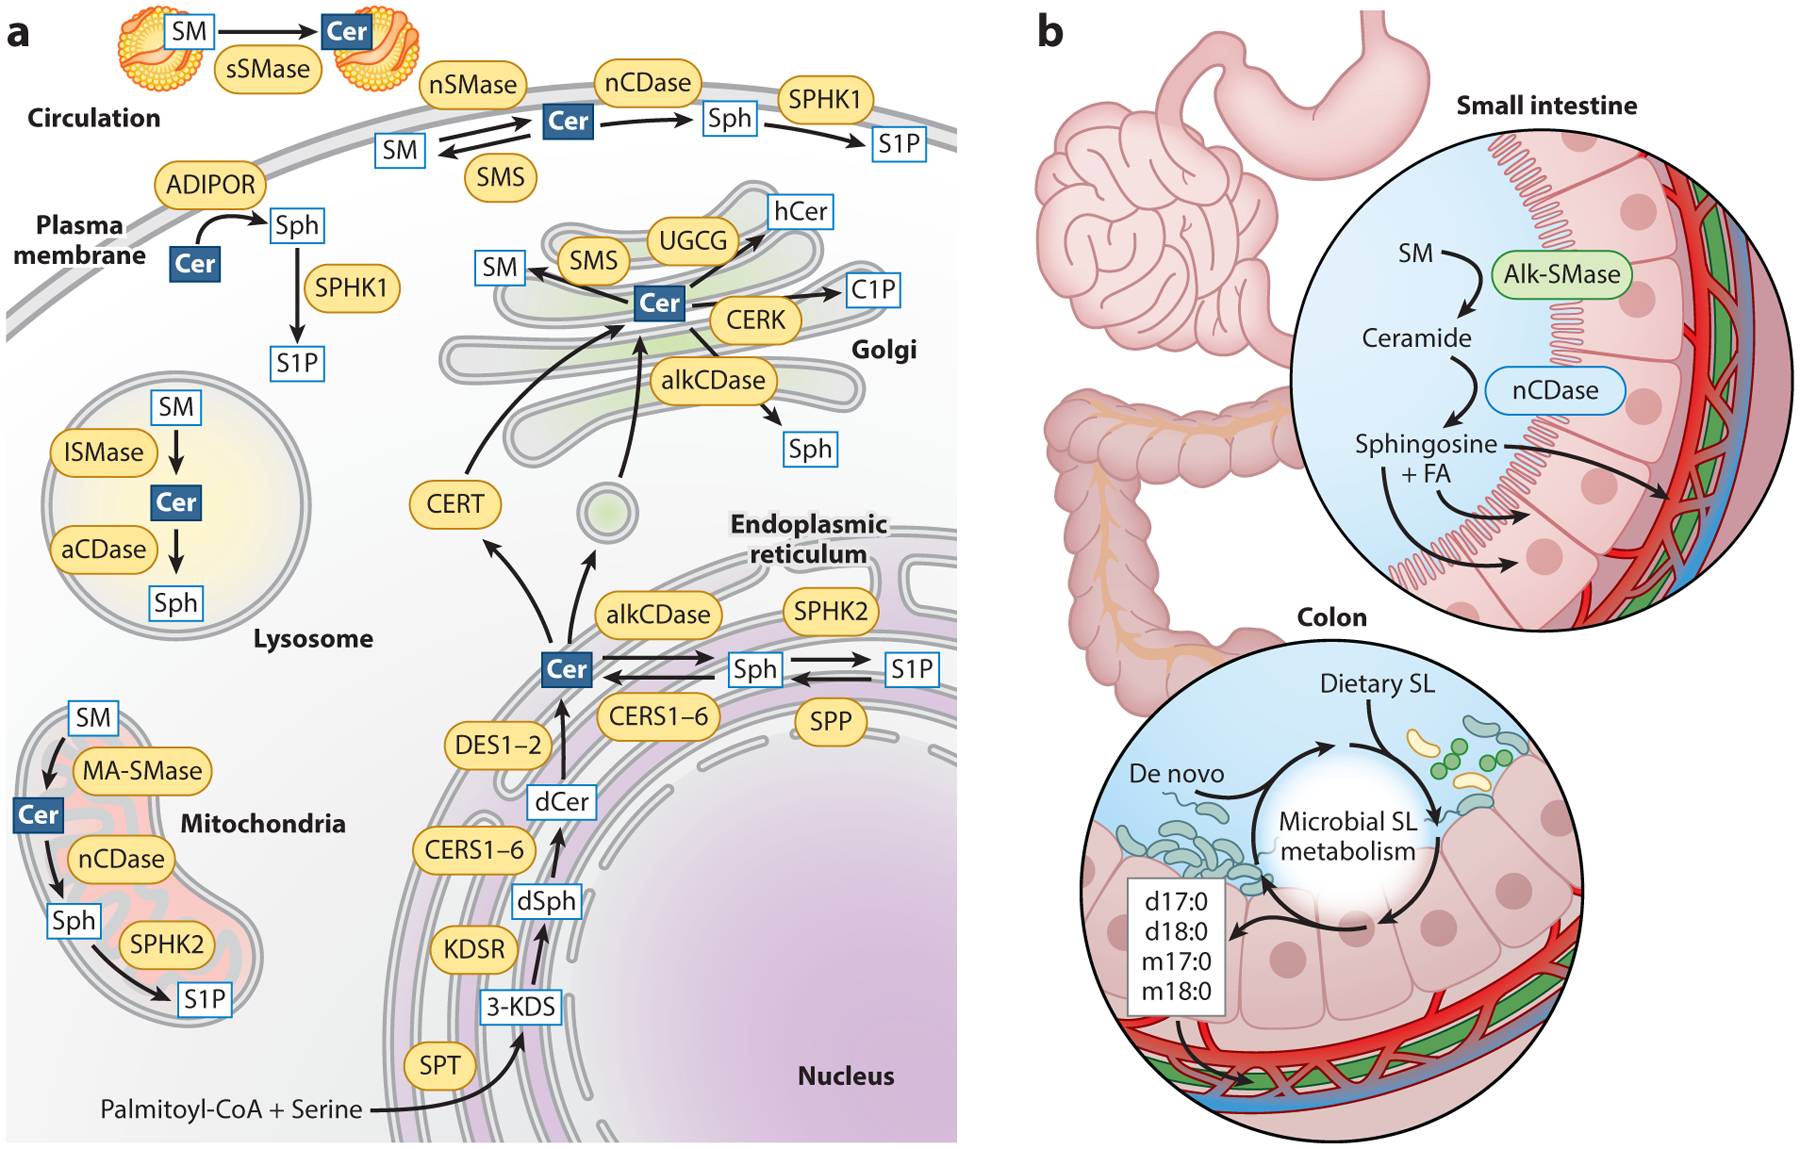 a
SM
Cer
sSMase
Circulation
nSMase
nCDase
SPHK1
SM
Cer
Sph
S1P
SMS
ADIPOR
Plasma
membrane
Sph
Cer
SPHK1
S1P
hCer
UGCG
SMS
SM
Cer
C1P
CERK
Golgi
alkCDase
Sph
SM
lSMase
Cer
aCDase
Sph
Lysosome
CERT
Endoplasmic
reticulum
alkCDase
SPHK2
Cer
Sph
S1P
CERS1–6
SPP
DES1–2
dCer
CERS1–6
dSph
KDSR
3-KDS
SPT
Palmitoyl-CoA + Serine
Nucleus
SM
MA-SMase
Cer
Mitochondria
nCDase
Sph
SPHK2
S1P
b
Small intestine
SM
Alk-SMase
Ceramide
nCDase
Sphingosine
+ FA
Colon
Dietary SL
De novo
Microbial SL
metabolism
d17:0
d18:0
m17:0
m18:0